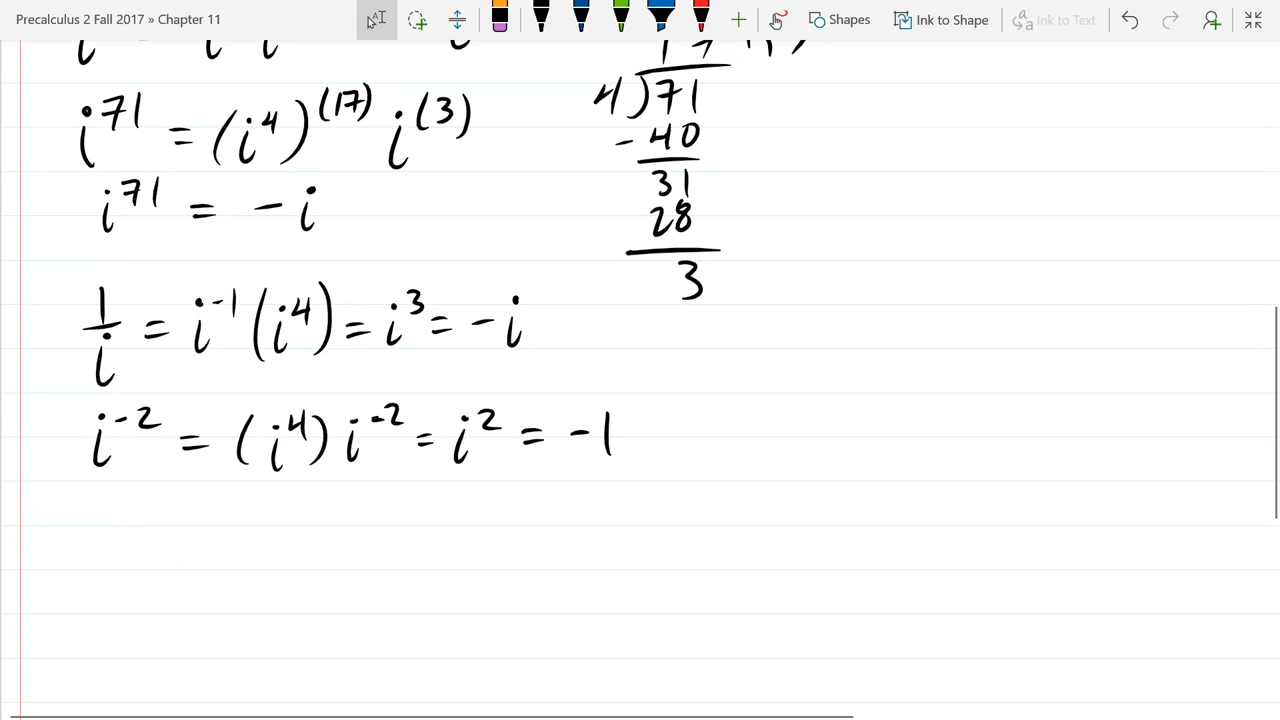 Precalculus 2 Fall 2017 » Chapter 11
Shapes
Ink to Shape
Ink to Text
i^71 = (i^4)^(17) i^(3)
i^71 = -i
1/i = i^-1 (i^4) = i^3 = -i
i^-2 = (i^4) i^-2 = i^2 = -1
4)71
-40
31
28
3